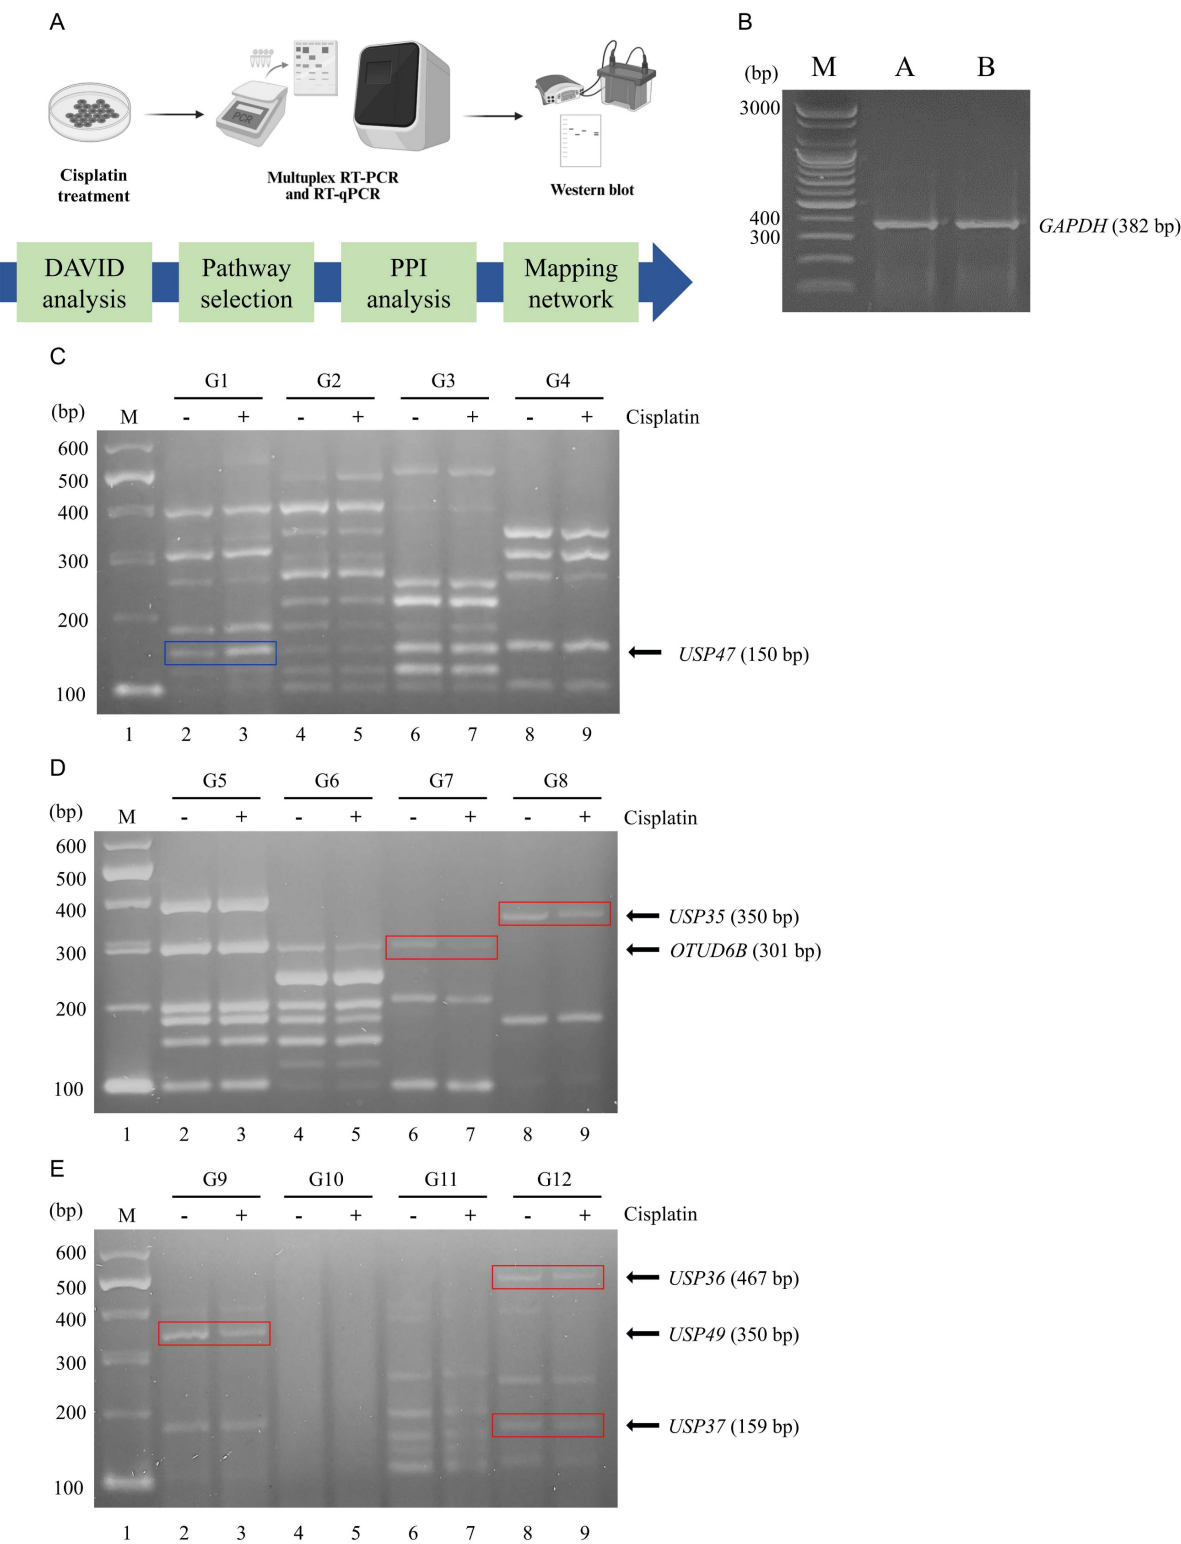 A
PCR
Cisplatin
treatment
Multuplex RT-PCR
and RT-qPCR
Western blot
DAVID
analysis
Pathway
selection
PPI
analysis
Mapping
network
B
(bp) M A B
3000
400
300
GAPDH (382 bp)
C
G1 G2 G3 G4
(bp) M - + - + - + - + Cisplatin
600
500
400
300
200
100
USP47 (150 bp)
1 2 3 4 5 6 7 8 9
D
G5 G6 G7 G8
(bp) M - + - + - + - + Cisplatin
600
500
400
300
200
100
USP35 (350 bp)
OTUD6B (301 bp)
1 2 3 4 5 6 7 8 9
E
G9 G10 G11 G12
(bp) M - + - + - + - + Cisplatin
600
500
400
300
200
100
USP36 (467 bp)
USP49 (350 bp)
USP37 (159 bp)
1 2 3 4 5 6 7 8 9